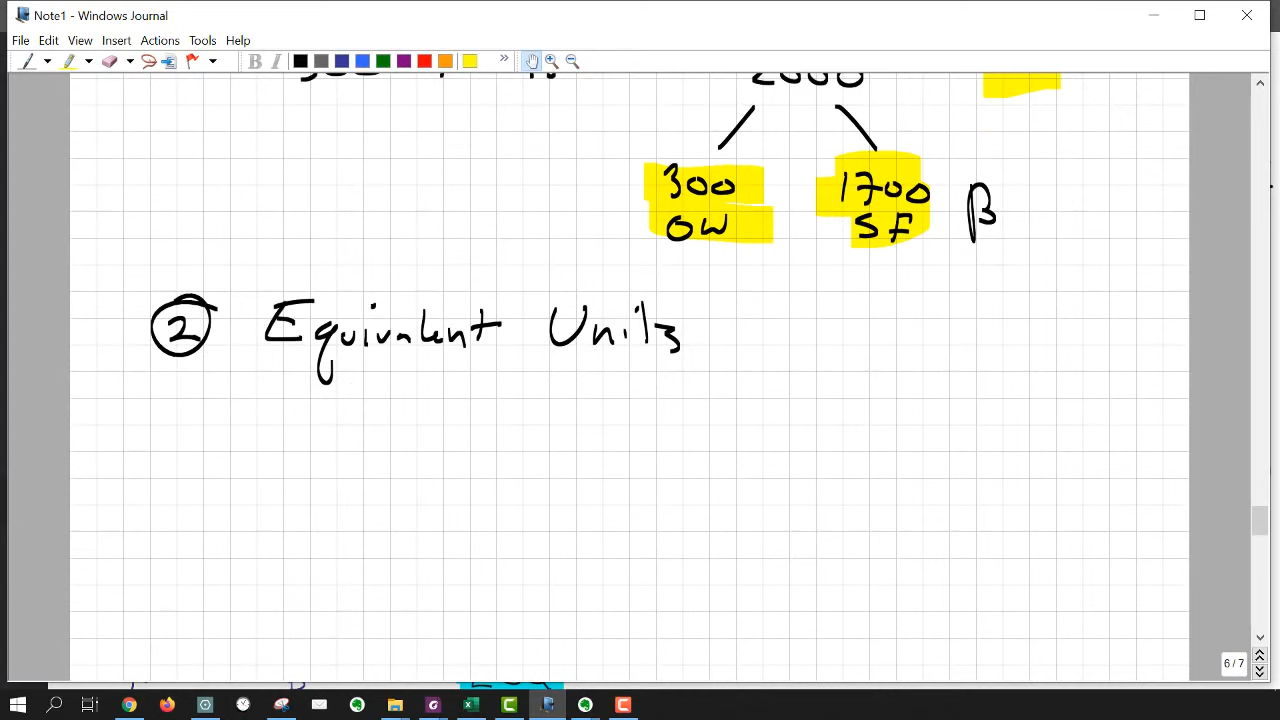 Note1 - Windows Journal
File Edit View Insert Actions Tools Help
B I
2000
300 1700 β
OW SF
2 Equivalent Units
6 / 7